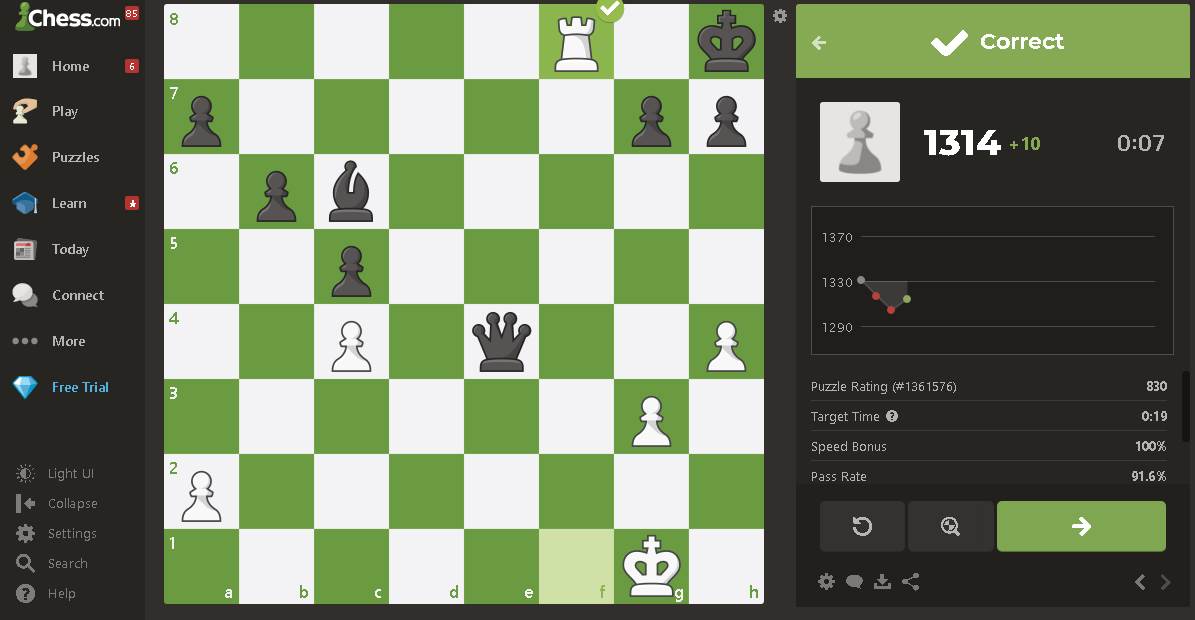 Chess.com 85
Home 6
Play
Puzzles
Learn
Today
Connect
More
Free Trial
Light UI
Collapse
Settings
Search
Help
8
7
6
5
4
3
2
1
a b c d e f g h
Correct
1314 +10 0:07
1370
1330
1290
Puzzle Rating (#1361576) 830
Target Time ? 0:19
Speed Bonus 100%
Pass Rate 91.6%